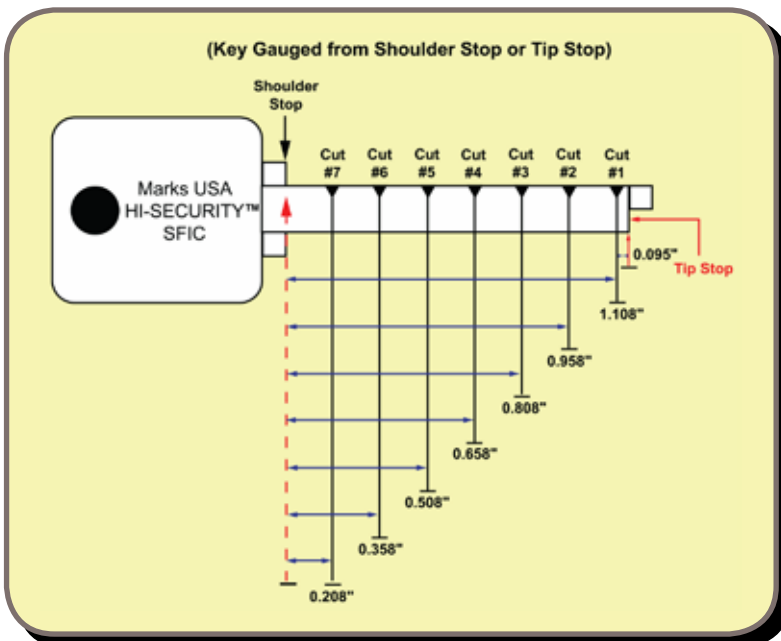 (Key Gauged from Shoulder Stop or Tip Stop)
Shoulder
Stop
Cut
#7
Cut
#6
Cut
#5
Cut
#4
Cut
#3
Cut
#2
Cut
#1
Marks USA
HI-SECURITY™
SFIC
0.095"
Tip Stop
1.108"
0.958"
0.808"
0.658"
0.508"
0.358"
0.208"